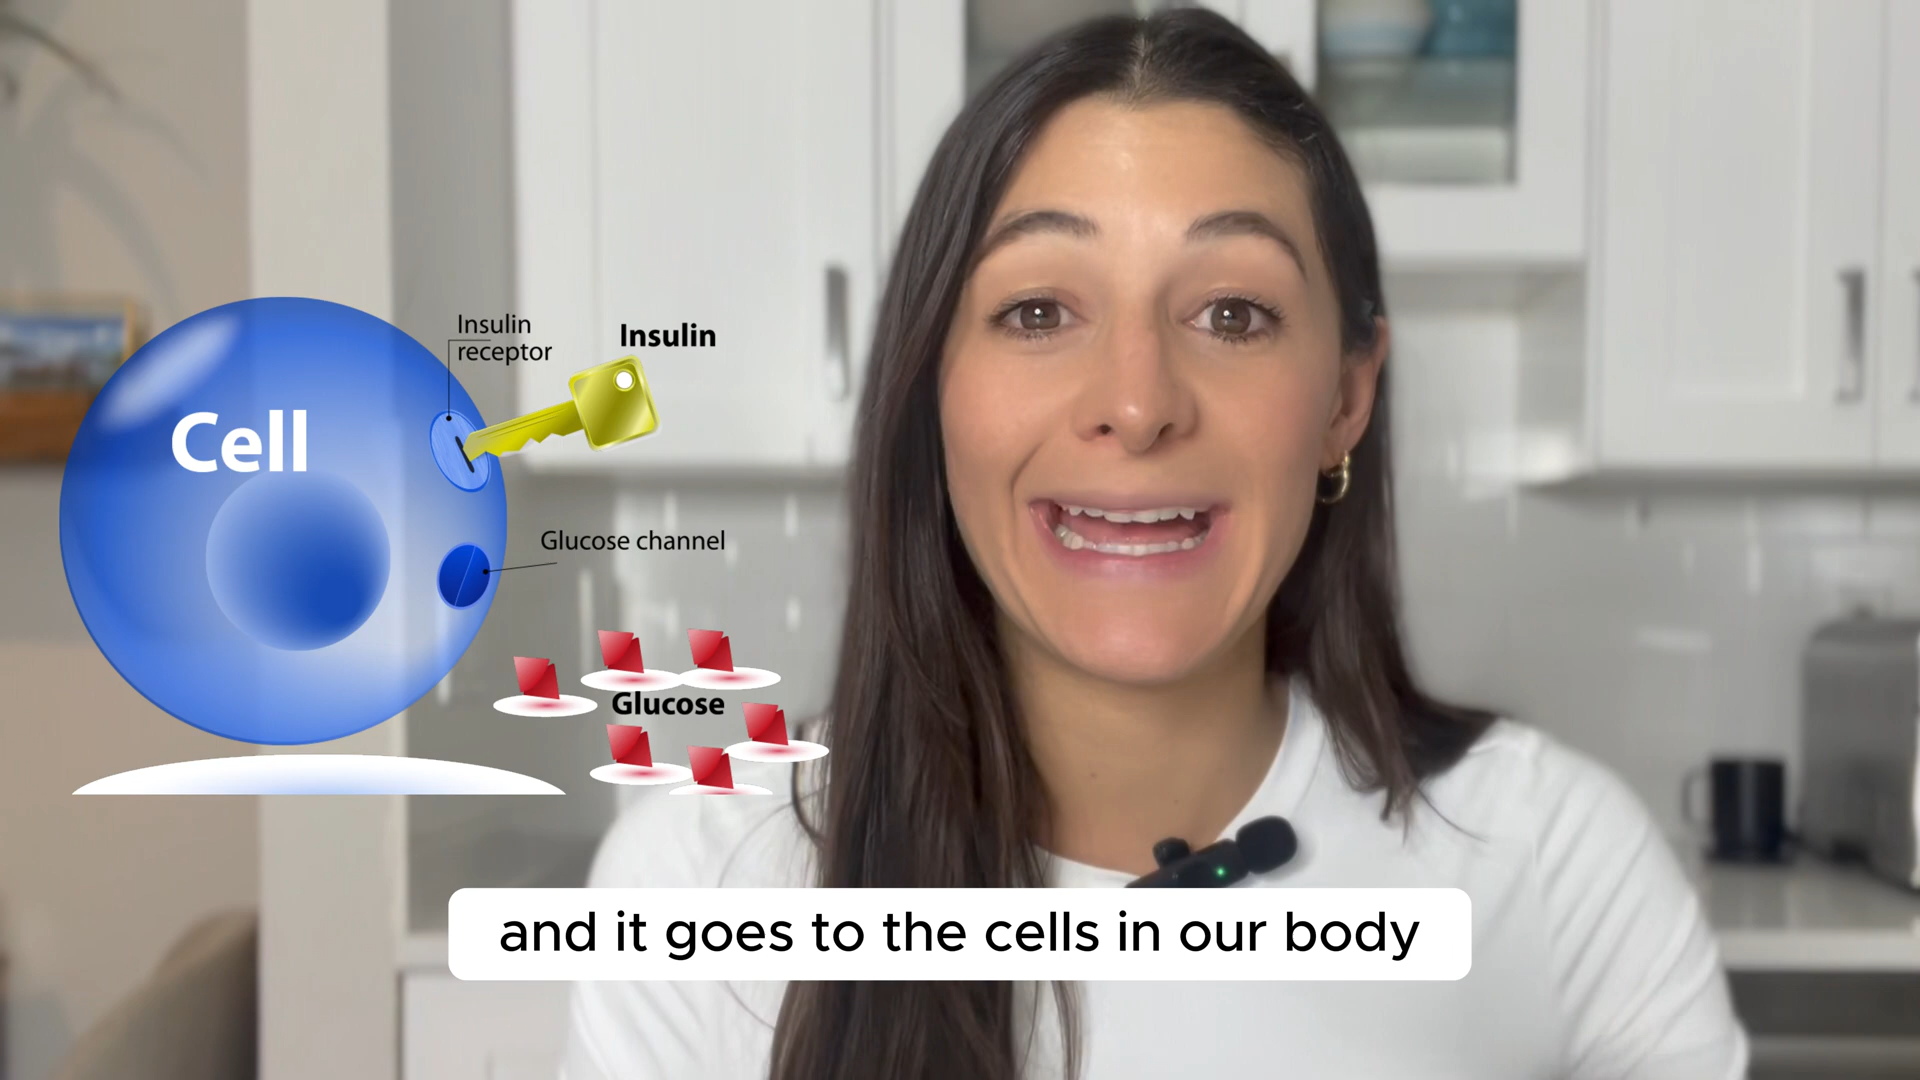 Insulin
receptor
Insulin
Cell
Glucose channel
Glucose
and it goes to the cells in our body